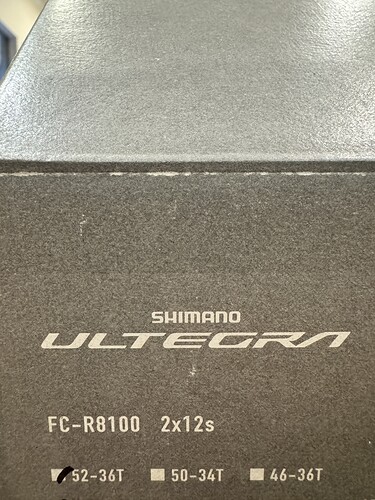 SHIMANO
ULTEGRA
FC-R8100 2x12s
52-36T 50-34T 46-36T